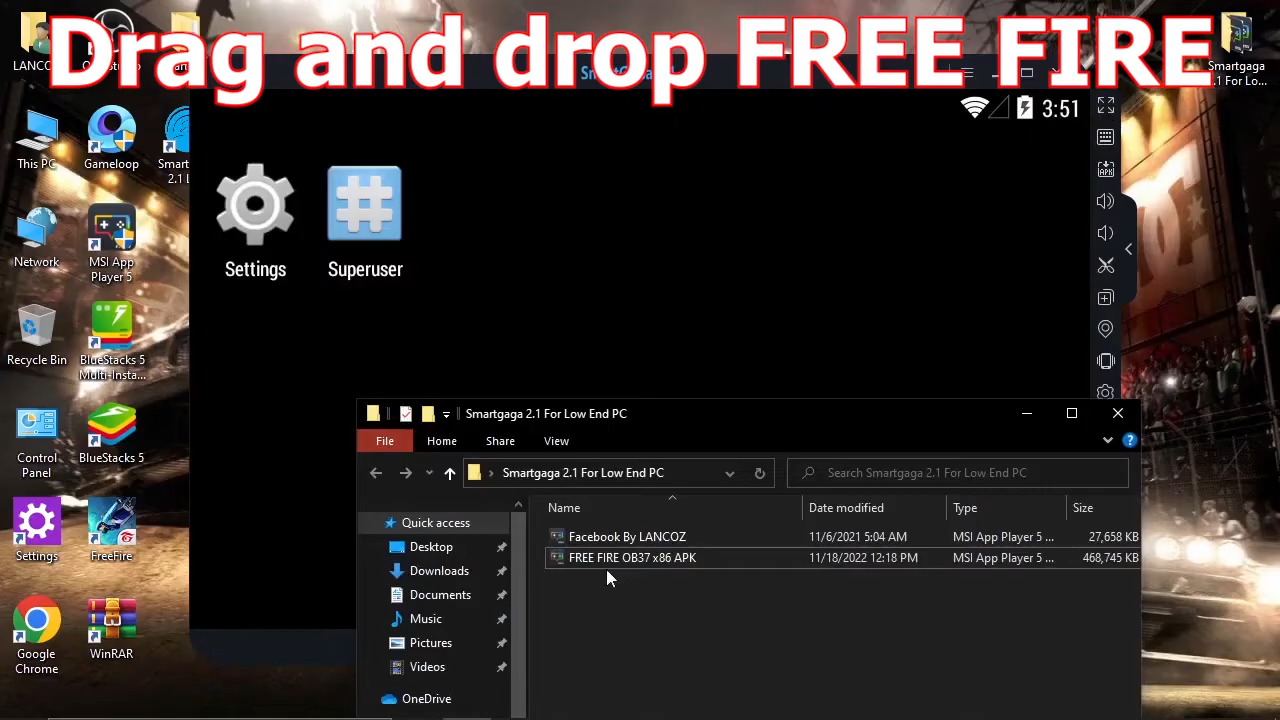 Drag and drop FREE FIRE
3:51
Smartgaga
2.1 For Lo...
This PC
Gameloop
Smart
2.1 L
Settings
Superuser
Network
MSI App
Player 5
Recycle Bin
BlueStacks 5
Multi-Insta...
Control
Panel
BlueStacks 5
Settings
FreeFire
Google
Chrome
WinRAR
Smartgaga 2.1 For Low End PC
File
Home
Share
View
Smartgaga 2.1 For Low End PC
Search Smartgaga 2.1 For Low End PC
Name
Date modified
Type
Size
Quick access
Desktop
Downloads
Documents
Music
Pictures
Videos
OneDrive
Facebook By LANCOZ
11/6/2021 5:04 AM
MSI App Player 5 ...
27,658 KB
FREE FIRE OB37 x86 APK
11/18/2022 12:18 PM
MSI App Player 5 ...
468,745 KB